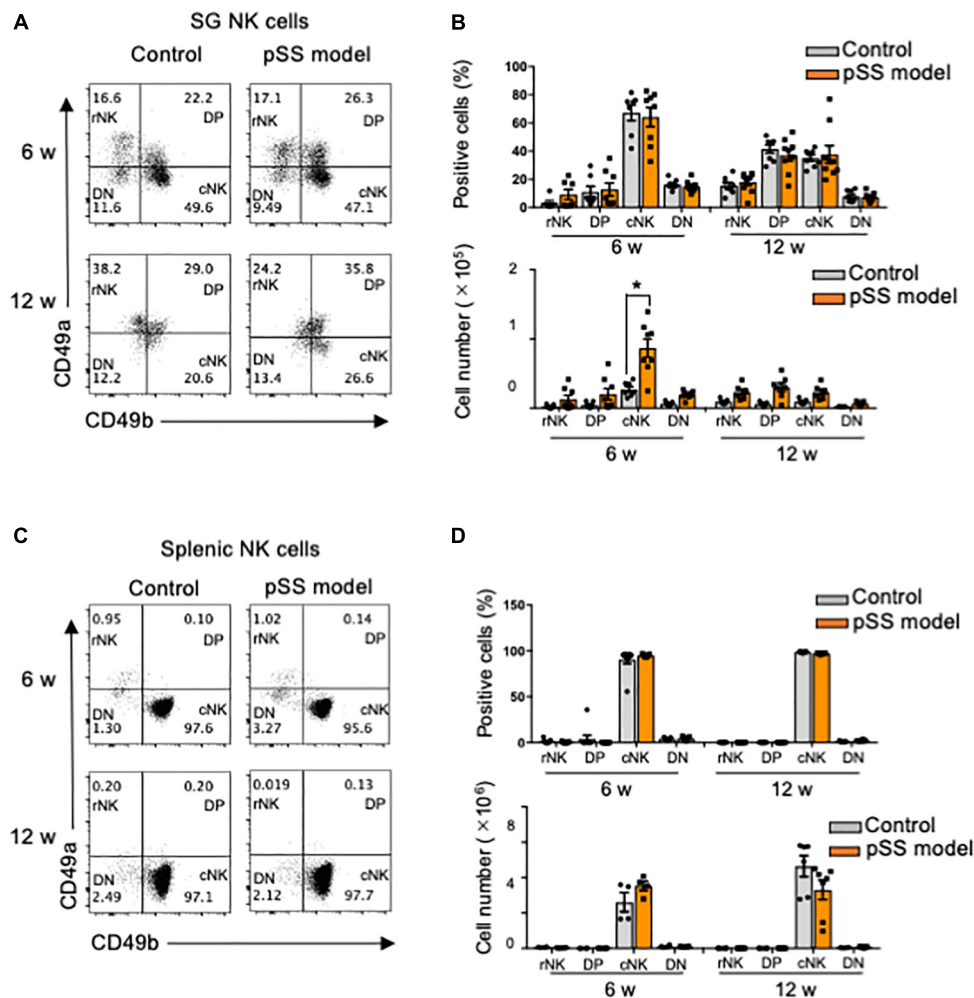 A
SG NK cells
Control pSS model
6 w
16.6 22.2
rNK DP
DN cNK
11.6 49.6
17.1 26.3
rNK DP
DN cNK
9.49 47.1
12 w
38.2 29.0
rNK DP
DN cNK
12.2 20.6
24.2 35.8
rNK DP
DN cNK
13.4 26.6
CD49a
CD49b
B
Control
pSS model
Positive cells (%)
100
80
60
40
20
0
rNK DP cNK DN rNK DP cNK DN
6 w 12 w
Control
pSS model
Cell number (×10⁵)
2
1
0
*
rNK DP cNK DN rNK DP cNK DN
6 w 12 w
C
Splenic NK cells
Control pSS model
6 w
0.95 0.10
rNK DP
DN cNK
1.30 97.6
1.02 0.14
rNK DP
DN cNK
3.27 95.6
12 w
0.20 0.20
rNK DP
DN cNK
2.49 97.1
0.019 0.13
rNK DP
DN cNK
2.12 97.7
CD49a
CD49b
D
Control
pSS model
Positive cells (%)
150
100
50
0
rNK DP cNK DN rNK DP cNK DN
6 w 12 w
Control
pSS model
Cell number (×10⁶)
8
4
0
rNK DP cNK DN rNK DP cNK DN
6 w 12 w